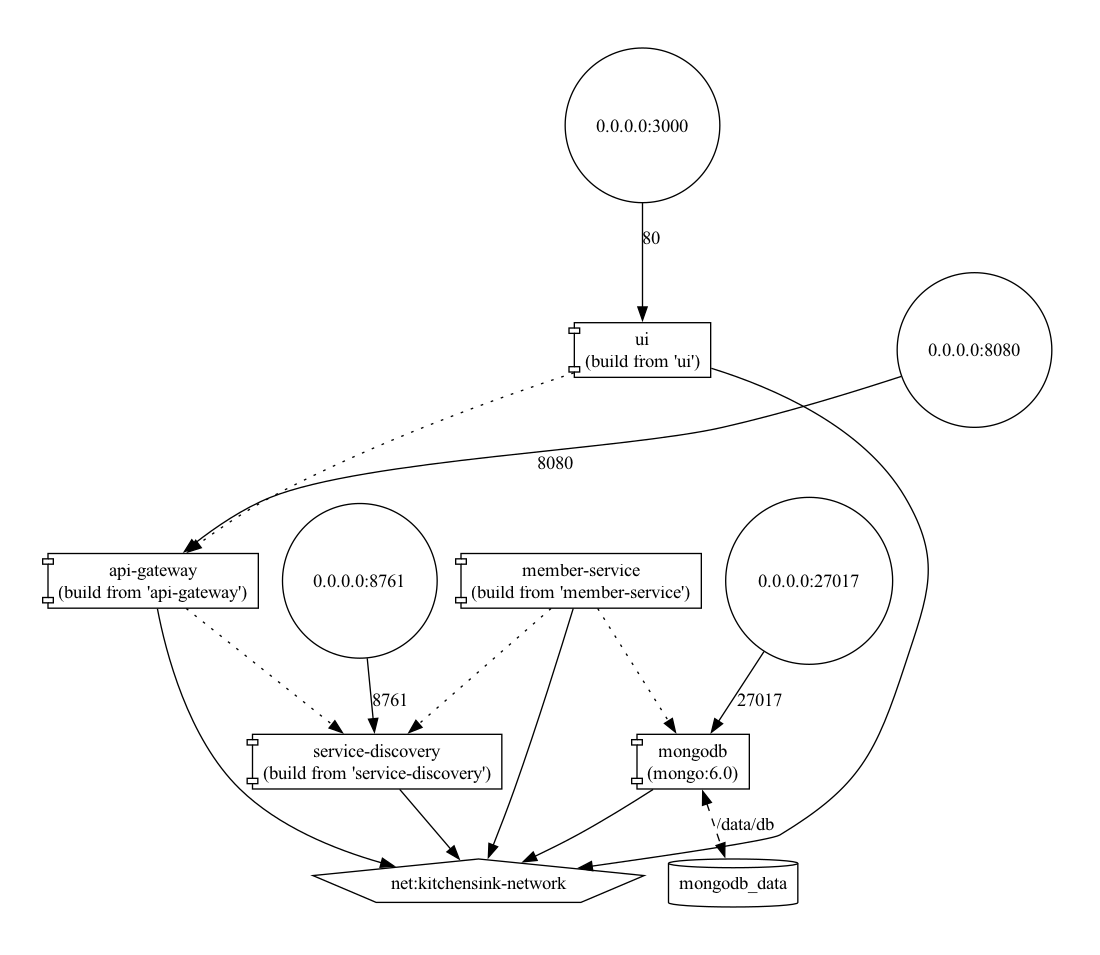 0.0.0.0:3000
80
ui
(build from 'ui')
0.0.0.0:8080
8080
api-gateway
(build from 'api-gateway')
0.0.0.0:8761
member-service
(build from 'member-service')
0.0.0.0:27017
8761
27017
service-discovery
(build from 'service-discovery')
mongodb
(mongo:6.0)
/data/db
net:kitchensink-network
mongodb_data